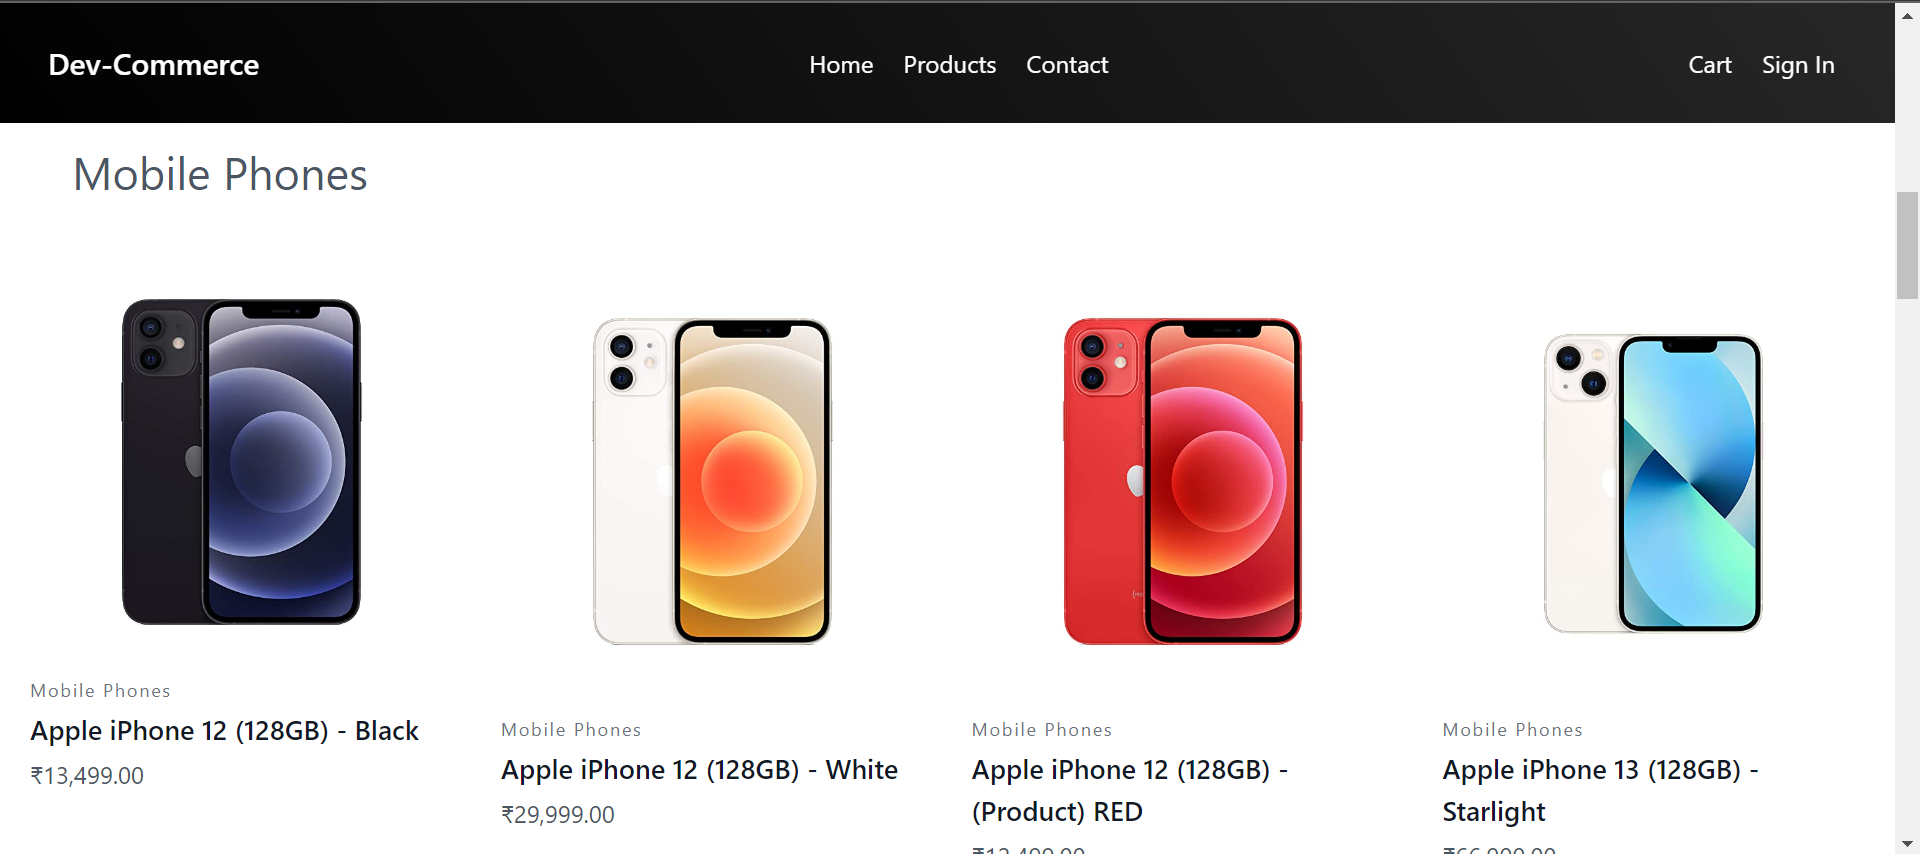 Dev-Commerce
Home Products Contact
Cart Sign In
Mobile Phones
Mobile Phones
Apple iPhone 12 (128GB) - Black
₹13,499.00
Mobile Phones
Apple iPhone 12 (128GB) - White
₹29,999.00
Mobile Phones
Apple iPhone 12 (128GB) -
(Product) RED
Mobile Phones
Apple iPhone 13 (128GB) -
Starlight